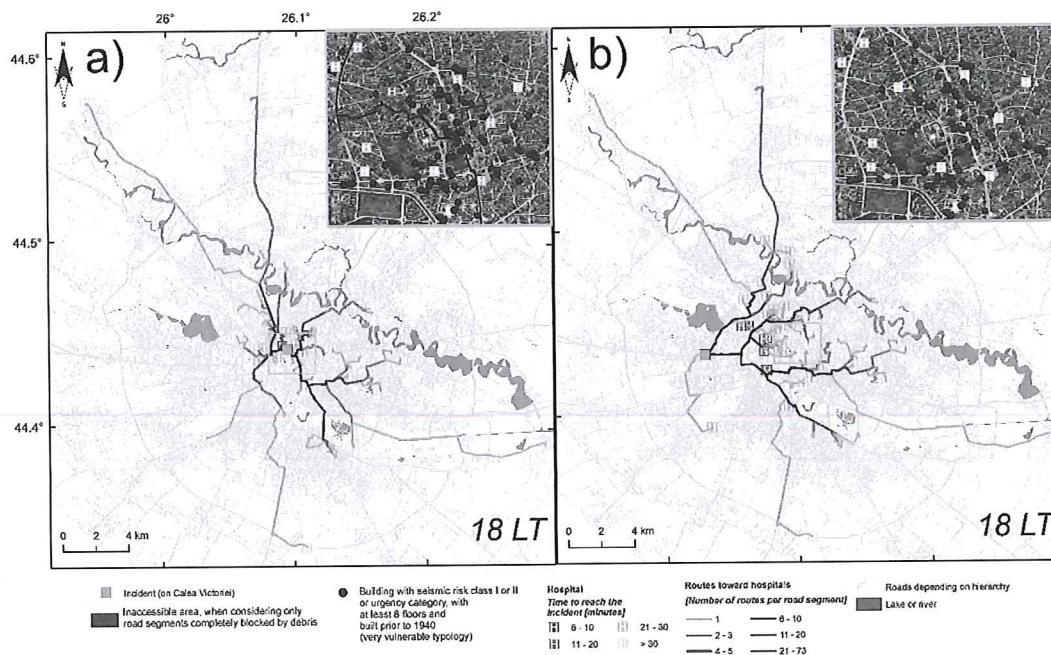 26° 26.1° 26.2°
a) b)
N N
S S
44.6°
44.5°
44.4°
18 LT 18 LT
0 2 4 km 0 2 4 km
Incident (on Calea Victoriei)
Inaccessible area, when considering only
road segments completely blocked by debris
Building with seismic risk class I or II
or urgency category, with
at least 8 floors and
built prior to 1940
(very vulnerable typology)
Hospital
Time to reach the
incident [minutes]
H 6 - 10 H 21 - 30
H 11 - 20 H > 30
Routes toward hospitals
[Number of routes per road segment]
1 6 - 10
2 - 3 11 - 20
4 - 5 21 - 73
Roads depending on hierarchy
Lake or river